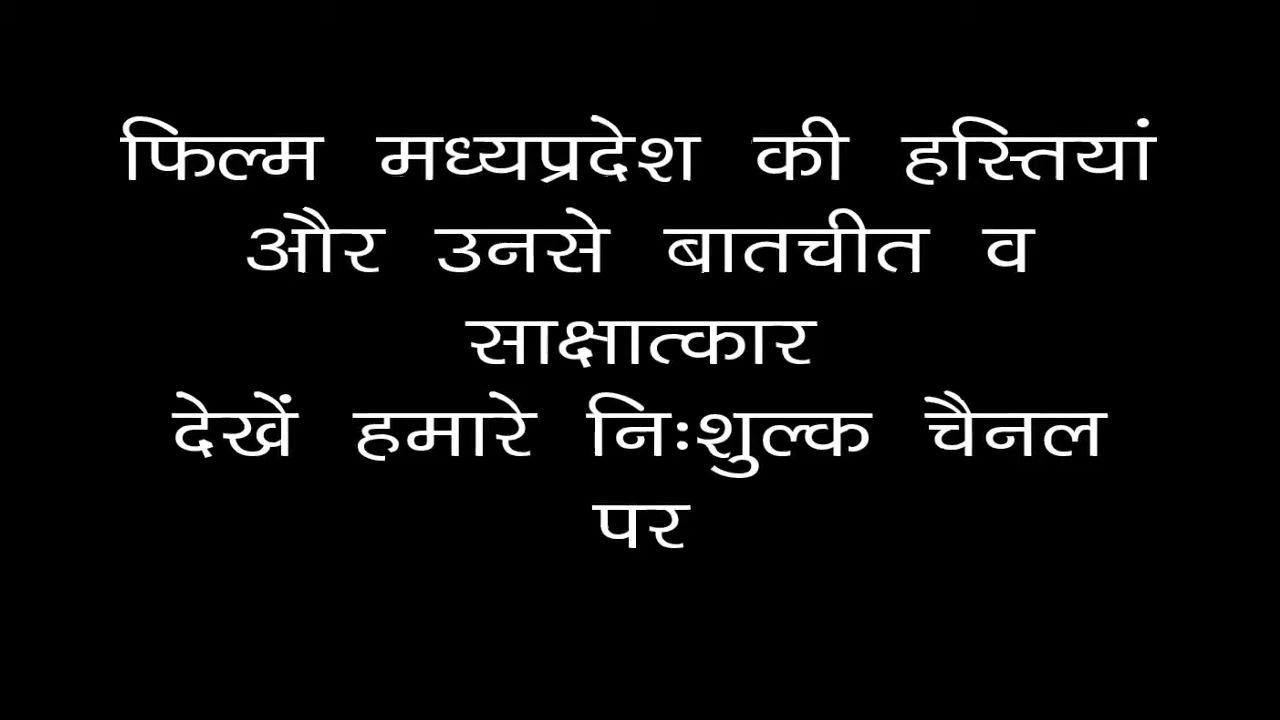 फिल्म मध्यप्रदेश की हस्तियां
और उनसे बातचीत व
साक्षात्कार
देखें हमारे निःशुल्क चैनल
पर